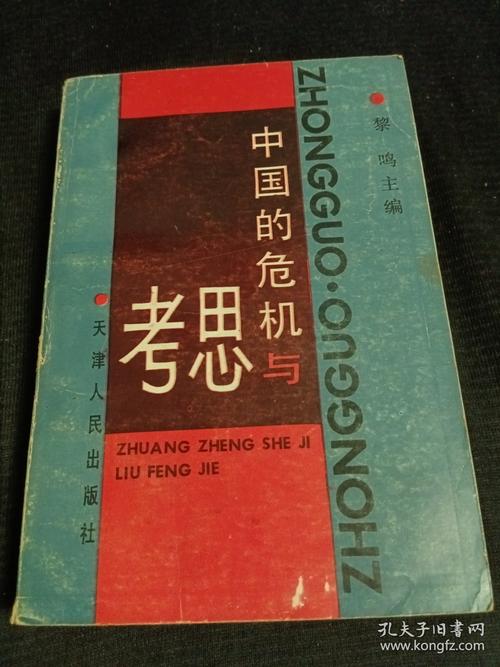 中国的危机与
思考
黎鸣主编
天津人民出版社
ZHONGGUO·ZHONGGUO
ZHUANG ZHENG SHE JI
LIU FENG JIE
孔夫子旧书网
www.kongfz.com